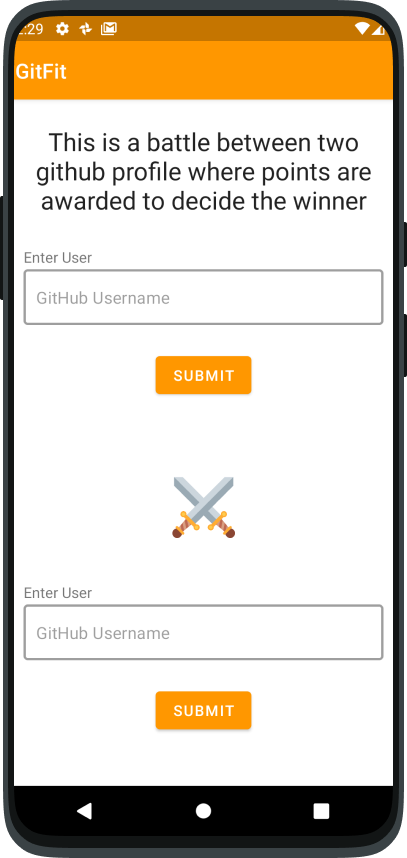 :29
GitFit
This is a battle between two
github profile where points are
awarded to decide the winner
Enter User
GitHub Username
SUBMIT
Enter User
GitHub Username
SUBMIT